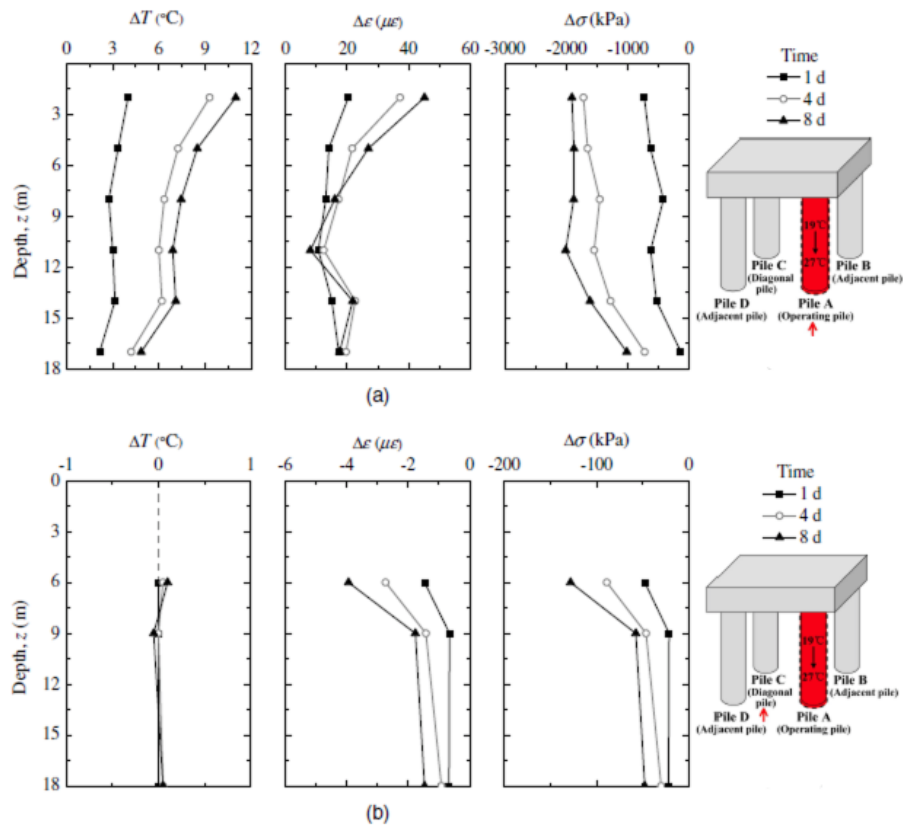 ΔT (°C)
0 3 6 9 12
Δε (με)
0 20 40 60
Δσ (kPa)
-3000 -2000 -1000 0
Depth, z (m)
3
6
9
12
15
18
Time
1 d
4 d
8 d
19℃
27℃
Pile C
(Diagonal
pile)
Pile B
(Adjacent pile)
Pile D
(Adjacent pile)
Pile A
(Operating pile)
(a)
ΔT (°C)
-1 0 1
Δε (με)
-6 -4 -2 0
Δσ (kPa)
-200 -100 0
Depth, z (m)
0
3
6
9
12
15
18
Time
1 d
4 d
8 d
19℃
27℃
Pile C
(Diagonal
pile)
Pile B
(Adjacent pile)
Pile D
(Adjacent pile)
Pile A
(Operating pile)
(b)